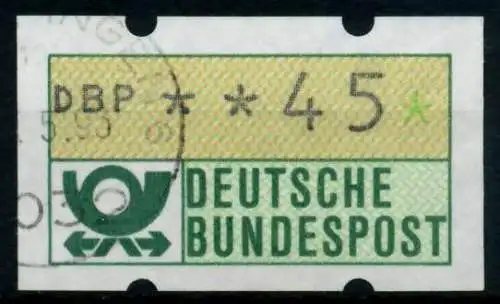 DBP **45*
DEUTSCHE
BUNDESPOST